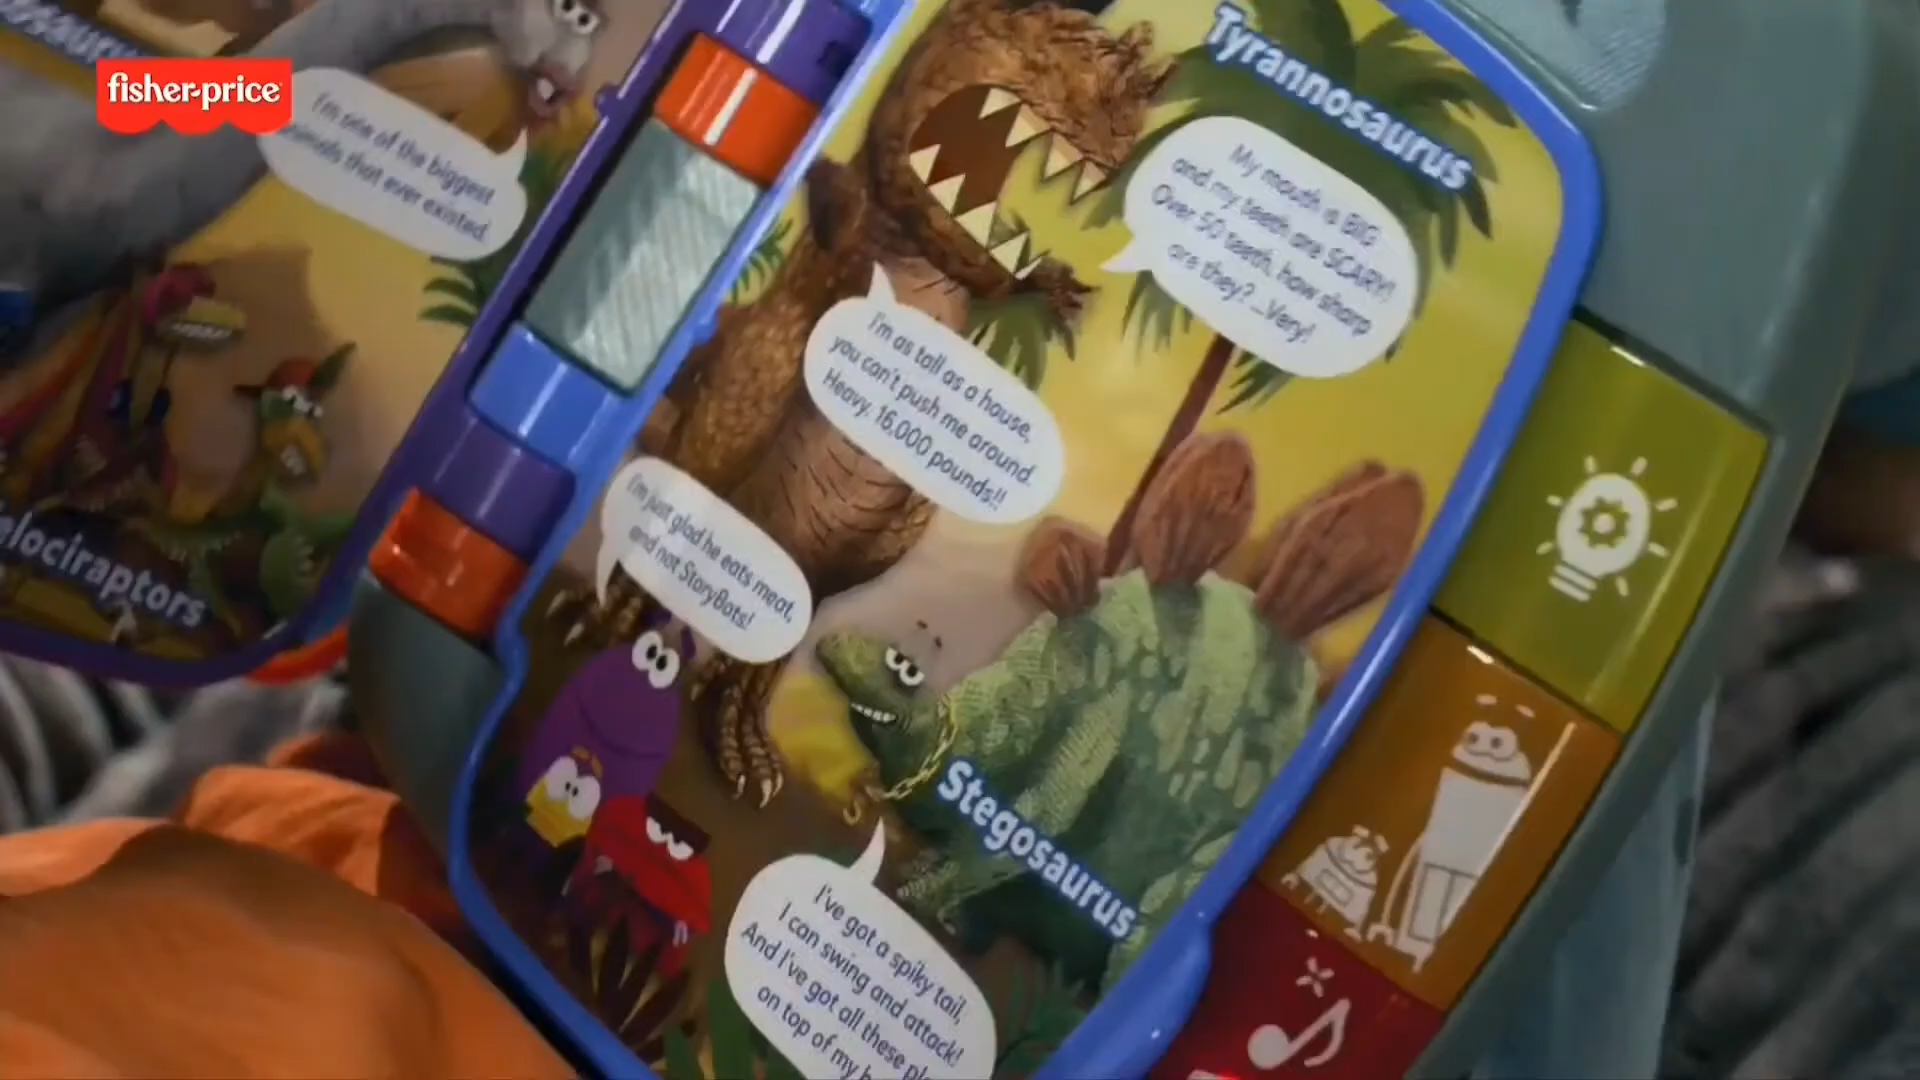 fisher-price
I'm one of the biggest
animals that ever existed.
Tyrannosaurus
My mouth is BIG
and my teeth are SCARY!
Over 50 teeth, how sharp
are they? ...Very!
I'm as tall as a house,
you can't push me around.
Heavy. 16,000 pounds!!
I'm just glad he eats meat,
and not StoryBots!
elociraptors
Stegosaurus
I've got a spiky tail,
I can swing and attack!
And I've got all these
on top of my